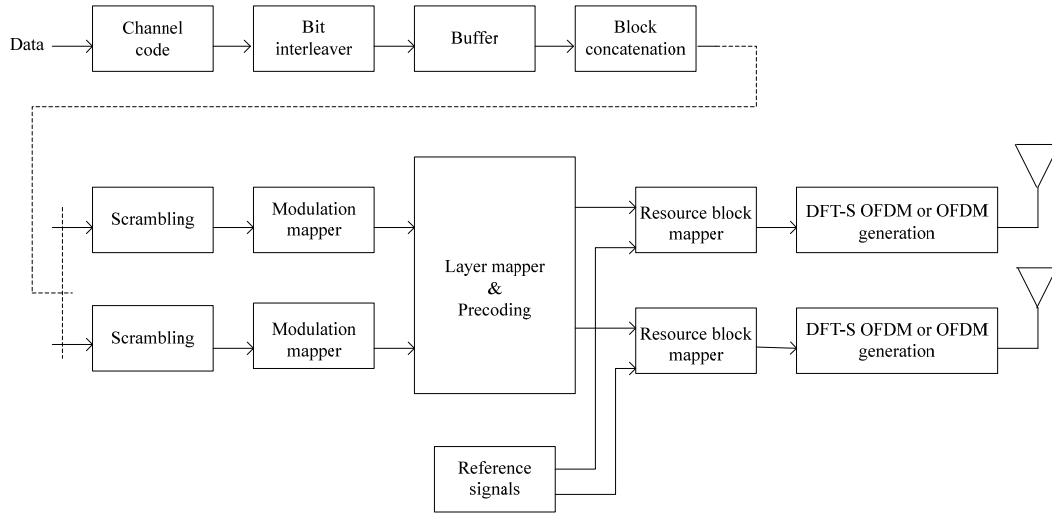 Data
Channel
code
Bit
interleaver
Buffer
Block
concatenation
Scrambling
Modulation
mapper
Layer mapper
&
Precoding
Resource block
mapper
DFT-S OFDM or OFDM
generation
Scrambling
Modulation
mapper
Resource block
mapper
DFT-S OFDM or OFDM
generation
Reference
signals